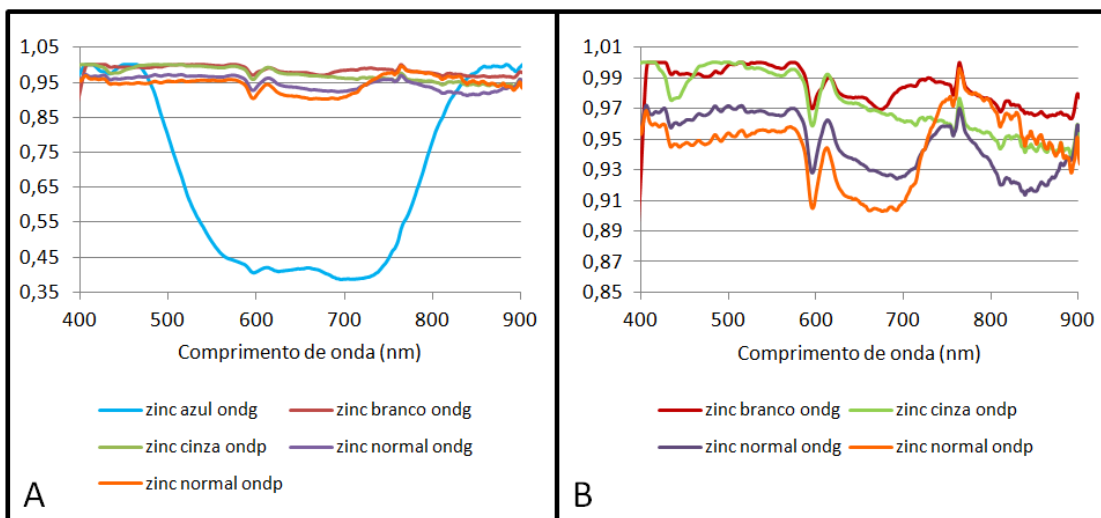 1,05
0,95
0,85
0,75
0,65
0,55
0,45
0,35
400 500 600 700 800 900
Comprimento de onda (nm)
zinc azul ondg zinc branco ondg
zinc cinza ondp zinc normal ondg
zinc normal ondp
A
1,01
0,99
0,97
0,95
0,93
0,91
0,89
0,87
0,85
400 500 600 700 800 900
Comprimento de onda (nm)
zinc branco ondg zinc cinza ondp
zinc normal ondg zinc normal ondp
B